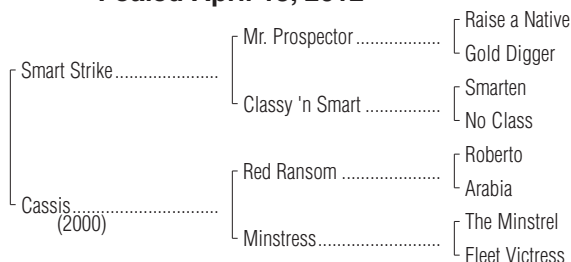 Foaled April 2012
Raise a Native
Mr. Prospector
Gold Digger
Smart Strike
Smarten
Classy 'n Smart
No Class
Roberto
Red Ransom
Arabia
Cassis
(2000)
The Minstrel
Minstress
Fleet Victress